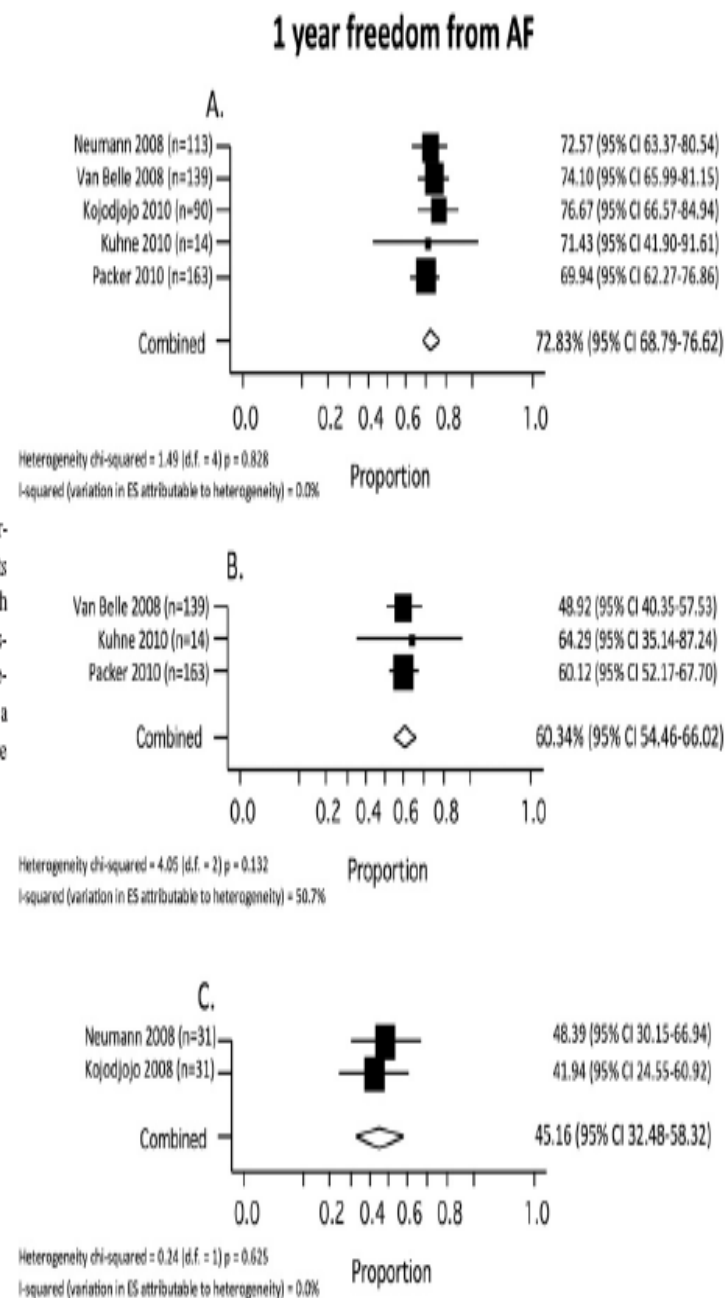 1 year freedom from AF
A.
Neumann 2008 (n=113) 72.57 (95% CI 63.37-80.54)
Van Belle 2008 (n=139) 74.10 (95% CI 65.99-81.15)
Kojodjojo 2010 (n=90) 76.67 (95% CI 66.57-84.94)
Kuhne 2010 (n=14) 71.43 (95% CI 41.90-91.61)
Packer 2010 (n=163) 69.94 (95% CI 62.27-76.86)
Combined 72.83% (95% CI 68.79-76.62)
0.0 0.2 0.4 0.6 0.8 1.0
Heterogeneity chi-squared = 1.49 (d.f. = 4) p = 0.828
Proportion
I-squared (variation in ES attributable to heterogeneity) = 0.0%
r-
s
h
B.
Van Belle 2008 (n=139) 48.92 (95% CI 40.35-57.53)
s-
Kuhne 2010 (n=14) 64.29 (95% CI 35.14-87.24)
e-
Packer 2010 (n=163) 60.12 (95% CI 52.17-67.70)
a
Combined 60.34% (95% CI 54.46-66.02)
e
0.0 0.2 0.4 0.6 0.8 1.0
Heterogeneity chi-squared = 4.05 (d.f. = 2) p = 0.132
Proportion
I-squared (variation in ES attributable to heterogeneity) = 50.7%
C.
Neumann 2008 (n=31) 48.39 (95% CI 30.15-66.94)
Kojodjojo 2008 (n=31) 41.94 (95% CI 24.55-60.92)
Combined 45.16 (95% CI 32.48-58.32)
0.0 0.2 0.4 0.6 0.8 1.0
Heterogeneity chi-squared = 0.24 (d.f. = 1) p = 0.625
Proportion
I-squared (variation in ES attributable to heterogeneity) = 0.0%